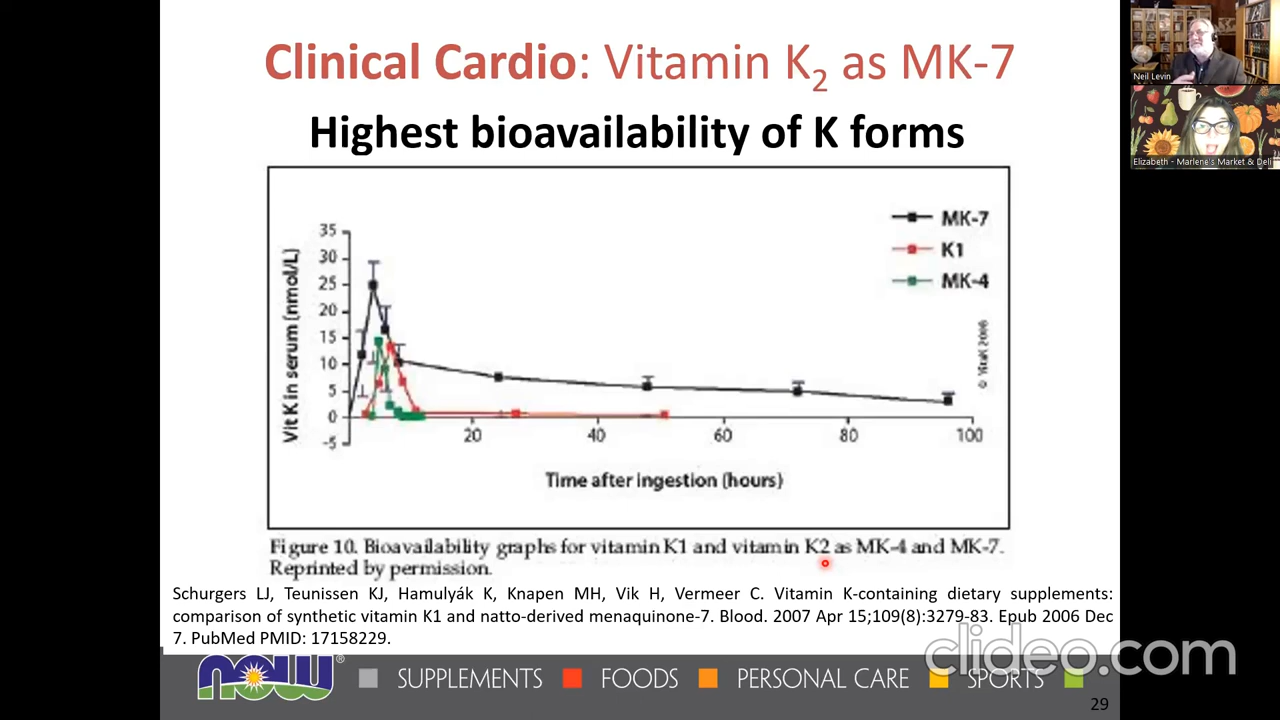 Clinical Cardio: Vitamin K2 as MK-7
Highest bioavailability of K forms
MK-7
K1
MK-4
Vit K in serum (nmol/L)
35
30
25
20
15
10
5
0
-5
20
40
60
80
100
Time after ingestion (hours)
© VitaK 2006
Figure 10. Bioavailability graphs for vitamin K1 and vitamin K2 as MK-4 and MK-7.
Reprinted by permission.
Schurgers LJ, Teunissen KJ, Hamulyák K, Knapen MH, Vik H, Vermeer C. Vitamin K-containing dietary supplements:
comparison of synthetic vitamin K1 and natto-derived menaquinone-7. Blood. 2007 Apr 15;109(8):3279-83. Epub 2006 Dec
7. PubMed PMID: 17158229.
NOW® SUPPLEMENTS FOODS PERSONAL CARE SPORTS
29
clideo.com
Neil Levin
Elizabeth - Marlene's Market & Deli